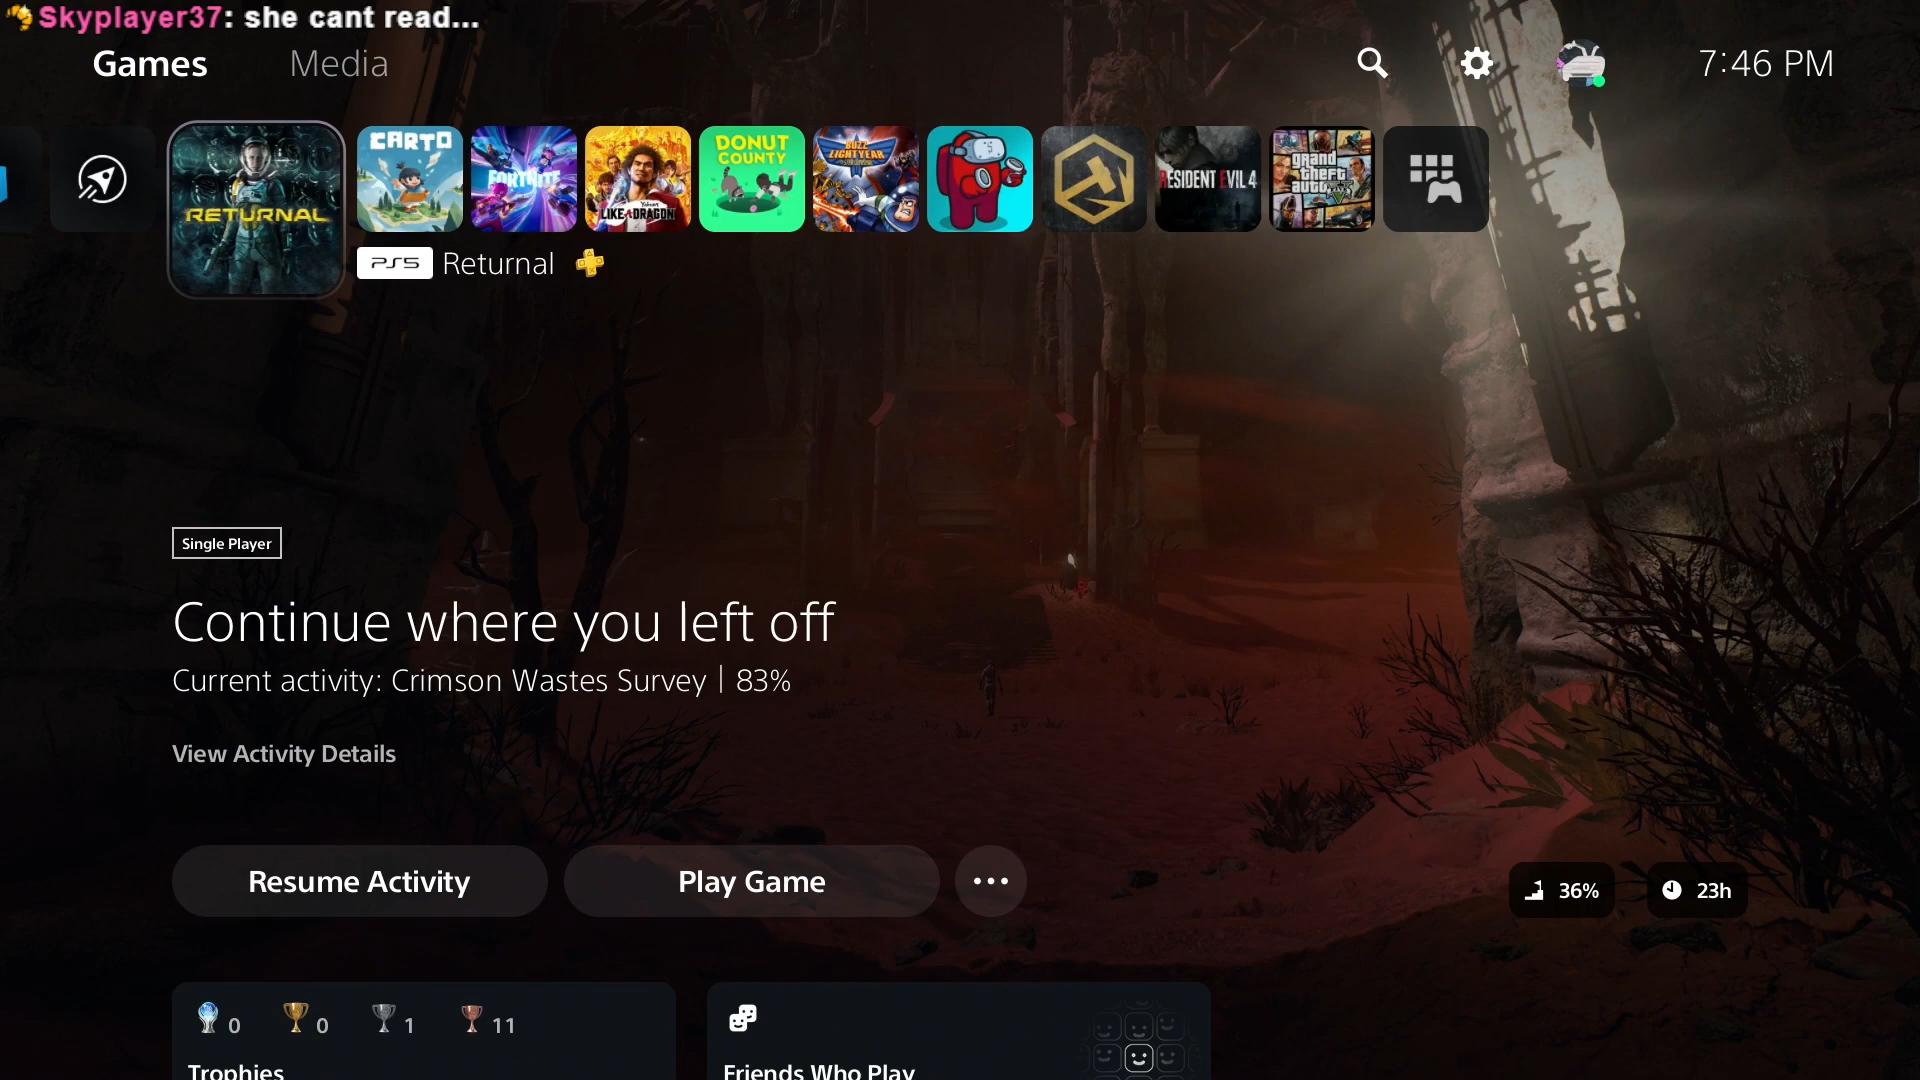 Skyplayer37: she cant read...
Games
Media
7:46 PM
RETURNAL
CARTO
FORTNITE
Yakuza
LIKE A DRAGON
DONUT
COUNTY
BUZZ
LIGHTYEAR
RESIDENT EVIL 4
grand
theft
auto
PS5
Returnal
Single Player
Continue where you left off
Current activity: Crimson Wastes Survey | 83%
View Activity Details
Resume Activity
Play Game
36%
23h
0
0
1
11
Trophies
Friends Who Play